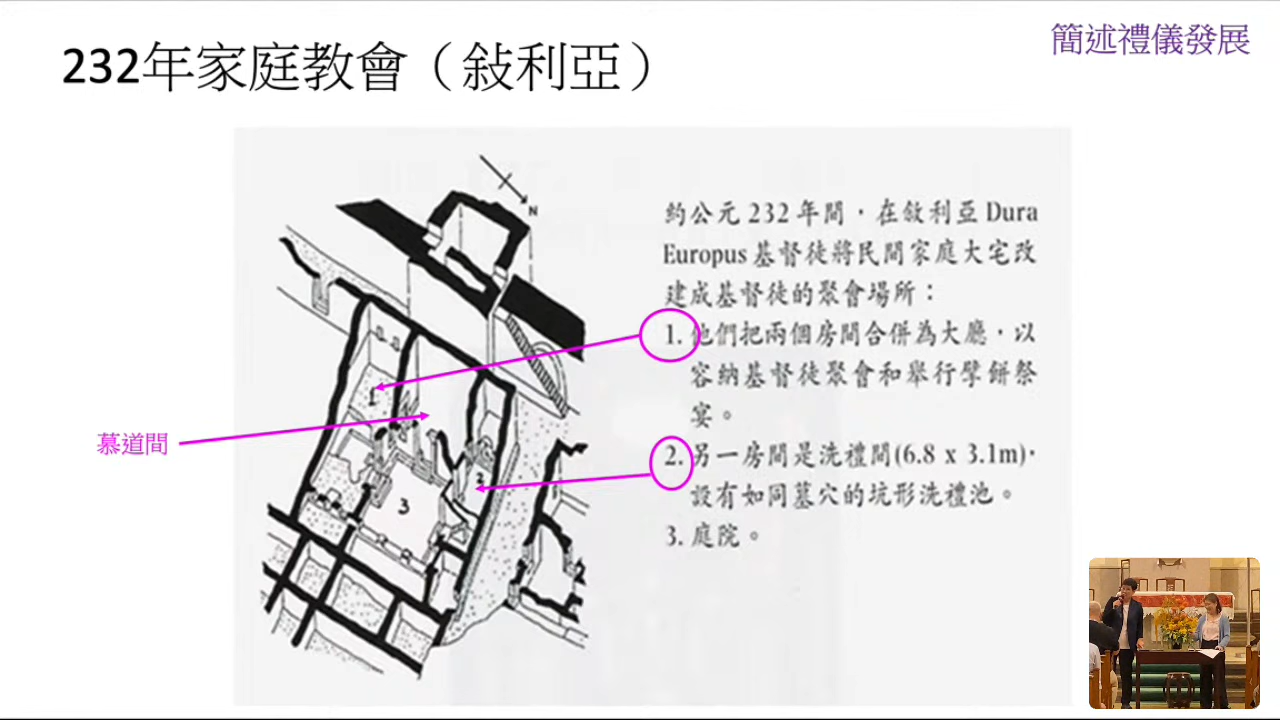 簡述禮儀發展
232年家庭教會（敍利亞）
N
約公元 232 年間，在敘利亞 Dura
Europus 基督徒將民間家庭大宅改
建成基督徒的聚會場所：
1. 他們把兩個房間合併為大廳，以
容納基督徒聚會和舉行擘餅祭
宴。
慕道間
2. 另一房間是洗禮間(6.8 x 3.1m)，
設有如同墓穴的坑形洗禮池。
3. 庭院。
1
2
3